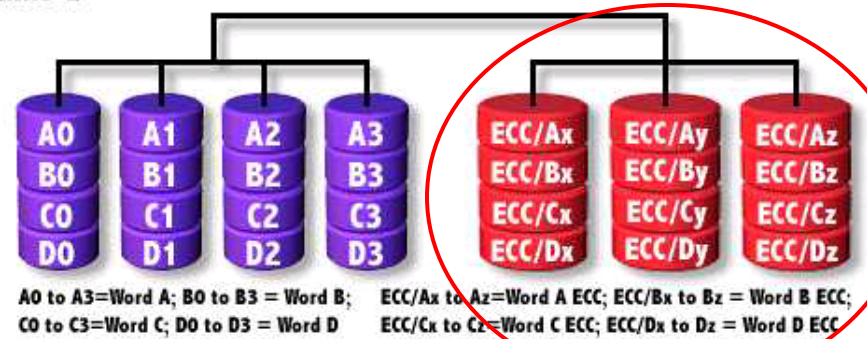 A0 A1 A2 A3 ECC/Ax ECC/Ay ECC/Az
B0 B1 B2 B3 ECC/Bx ECC/By ECC/Bz
C0 C1 C2 C3 ECC/Cx ECC/Cy ECC/Cz
D0 D1 D2 D3 ECC/Dx ECC/Dy ECC/Dz
A0 to A3=Word A; B0 to B3 = Word B; ECC/Ax to Az=Word A ECC; ECC/Bx to Bz = Word B ECC;
C0 to C3=Word C; D0 to D3 = Word D ECC/Cx to Cz=Word C ECC; ECC/Dx to Dz = Word D ECC